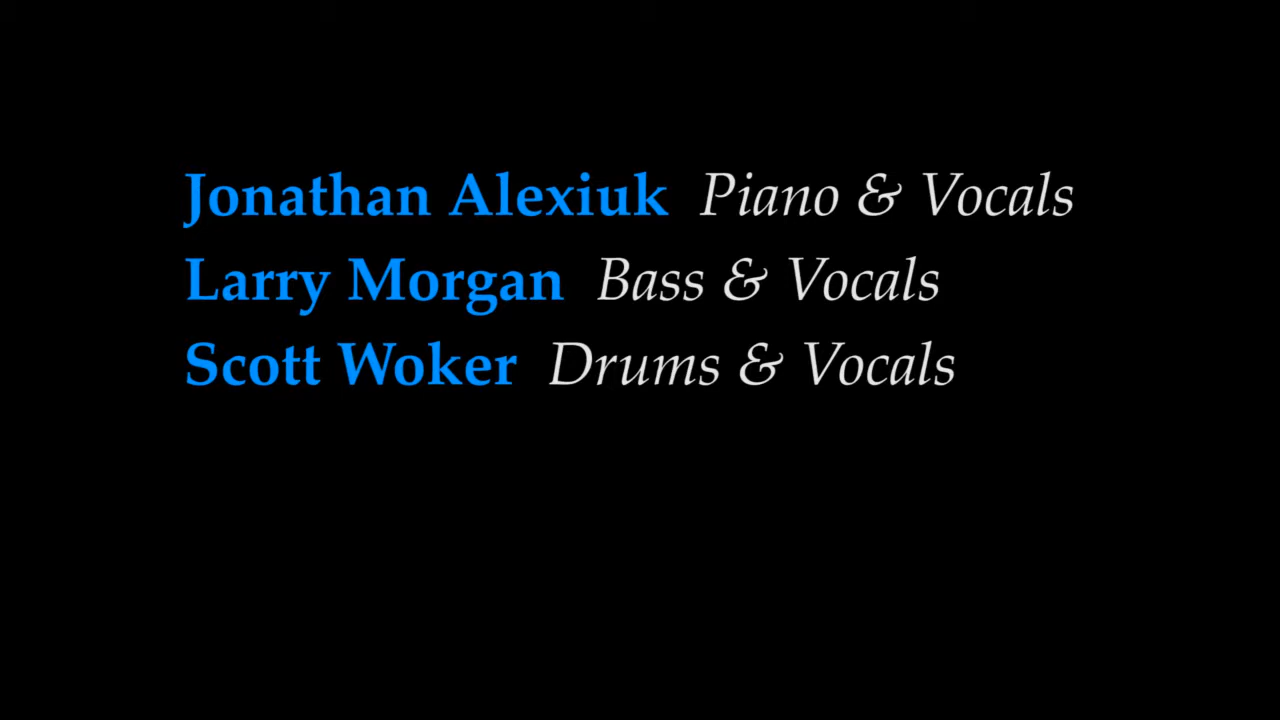 Jonathan Alexiuk Piano & Vocals
Larry Morgan Bass & Vocals
Scott Woker Drums & Vocals